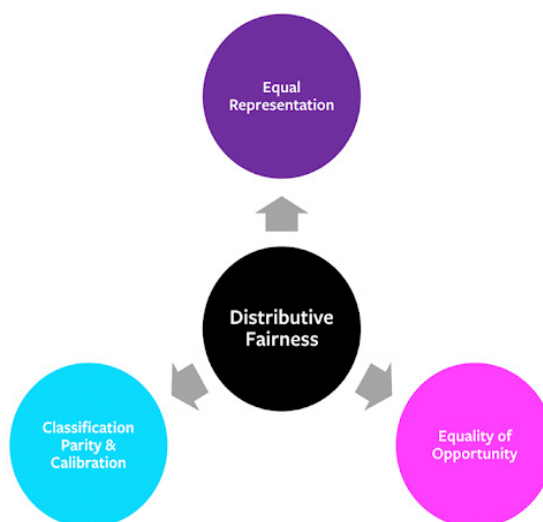 Equal
Representation
Distributive
Fairness
Classification
Parity &
Calibration
Equality of
Opportunity